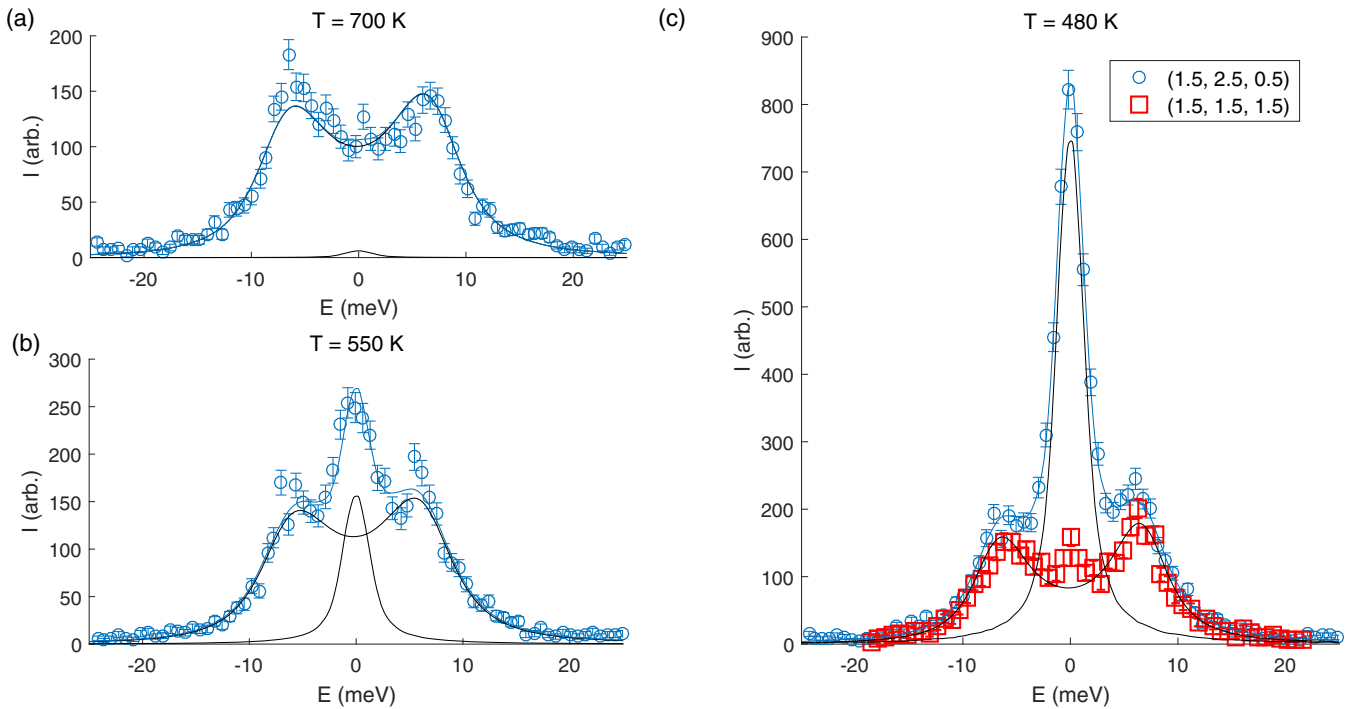 (a)
T = 700 K
200
150
100
50
0
I (arb.)
-20 -10 0 10 20
E (meV)
(b)
T = 550 K
300
250
200
150
100
50
0
I (arb.)
-20 -10 0 10 20
E (meV)
(c)
T = 480 K
900
800
700
600
500
400
300
200
100
0
I (arb.)
-20 -10 0 10 20
E (meV)
(1.5, 2.5, 0.5)
(1.5, 1.5, 1.5)